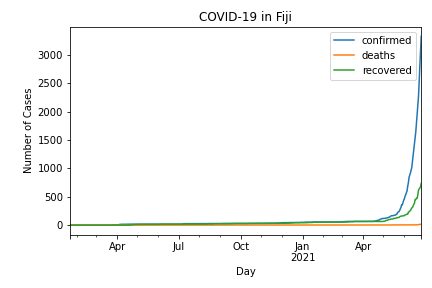 COVID-19 in Fiji
confirmed
deaths
recovered
Number of Cases
3000
2500
2000
1500
1000
500
0
Apr
Jul
Oct
Jan
2021
Apr
Day